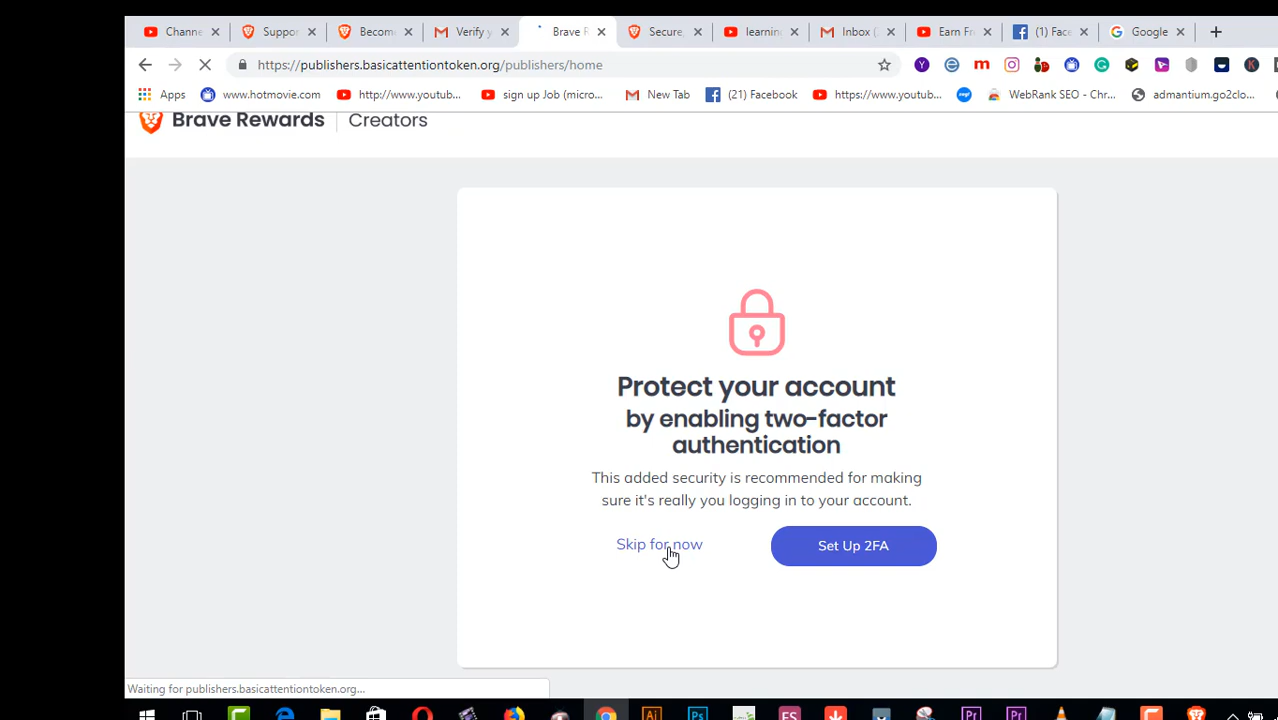 Channe Suppor Becom Verify y Brave R Secure, learning Inbox (2 Earn Fr (1) Face Google
https://publishers.basicattentiontoken.org/publishers/home
Apps www.hotmovie.com http://www.youtub... sign up Job (micro... New Tab (21) Facebook https://www.youtub... WebRank SEO - Chr... admantium.go2clo...
Brave Rewards Creators
Protect your account
by enabling two-factor
authentication
This added security is recommended for making
sure it's really you logging in to your account.
Skip for now Set Up 2FA
Waiting for publishers.basicattentiontoken.org...